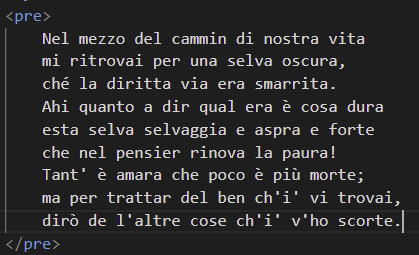 <pre>
Nel mezzo del cammin di nostra vita
mi ritrovai per una selva oscura,
ché la diritta via era smarrita.
Ahi quanto a dir qual era è cosa dura
esta selva selvaggia e aspra e forte
che nel pensier rinova la paura!
Tant' è amara che poco è più morte;
ma per trattar del ben ch'i' vi trovai,
dirò de l'altre cose ch'i' v'ho scorte.
</pre>